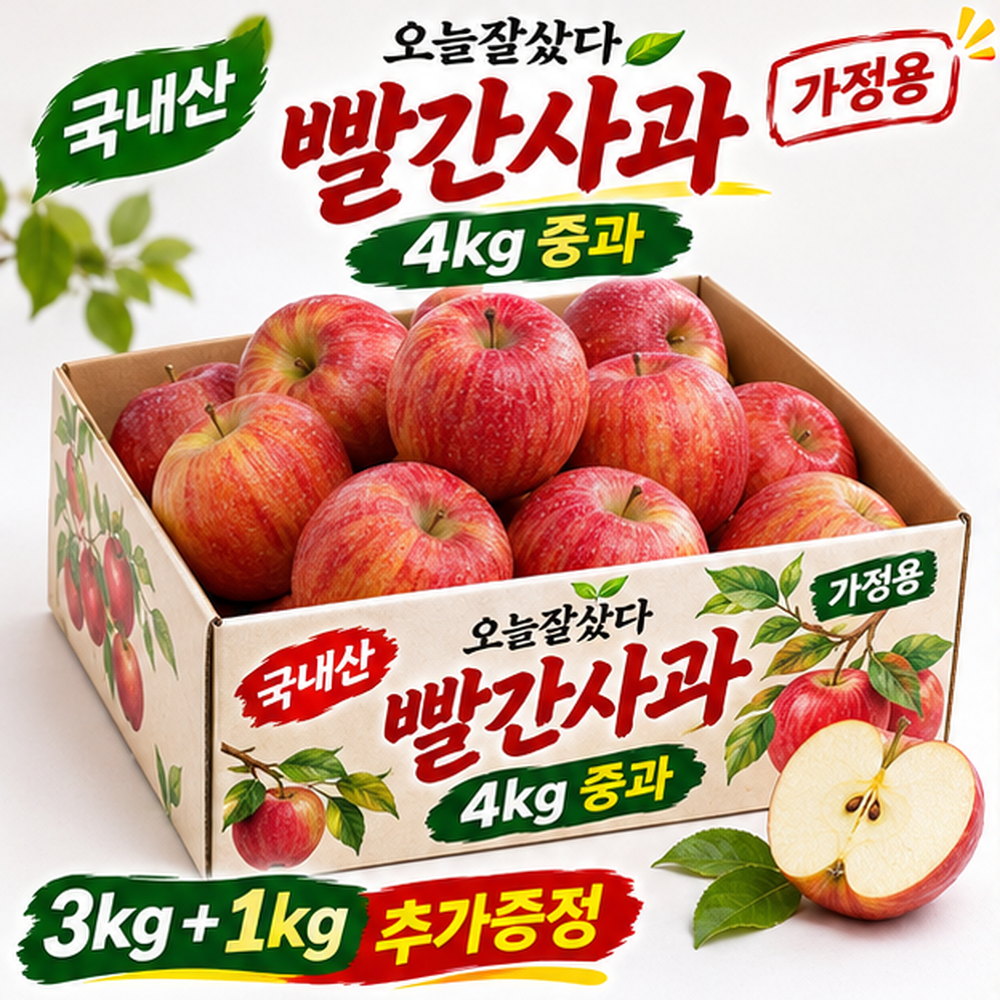 국내산
오늘잘샀다
빨간사과
가정용
4kg 중과
가정용
오늘잘샀다
국내산
빨간사과
4kg 중과
3kg + 1kg 추가증정